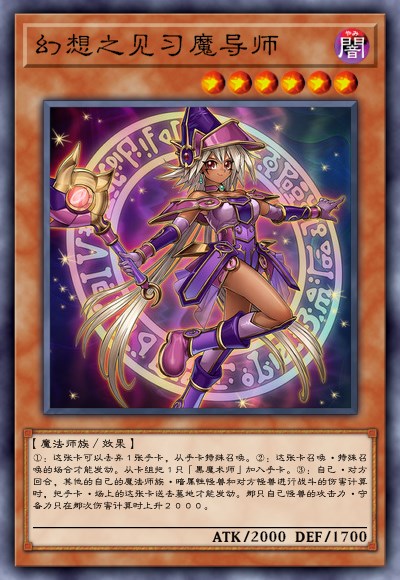 幻想之见习魔导师
やみ
闇
【魔法师族／效果】
①：这张卡可以丢弃1张手卡，从手卡特殊召唤。②：这张卡召唤·特殊召
唤的场合才能发动。从卡组把1只「黑魔术师」加入手卡。③：自己·对方
回合，其他的自己的魔法师族·暗属性怪兽和对方怪兽进行战斗的伤害计算
时，把手卡·场上的这张卡送去墓地才能发动。那只自己怪兽的攻击力·守
备力只在那次伤害计算时上升2000。
ATK/2000 DEF/1700